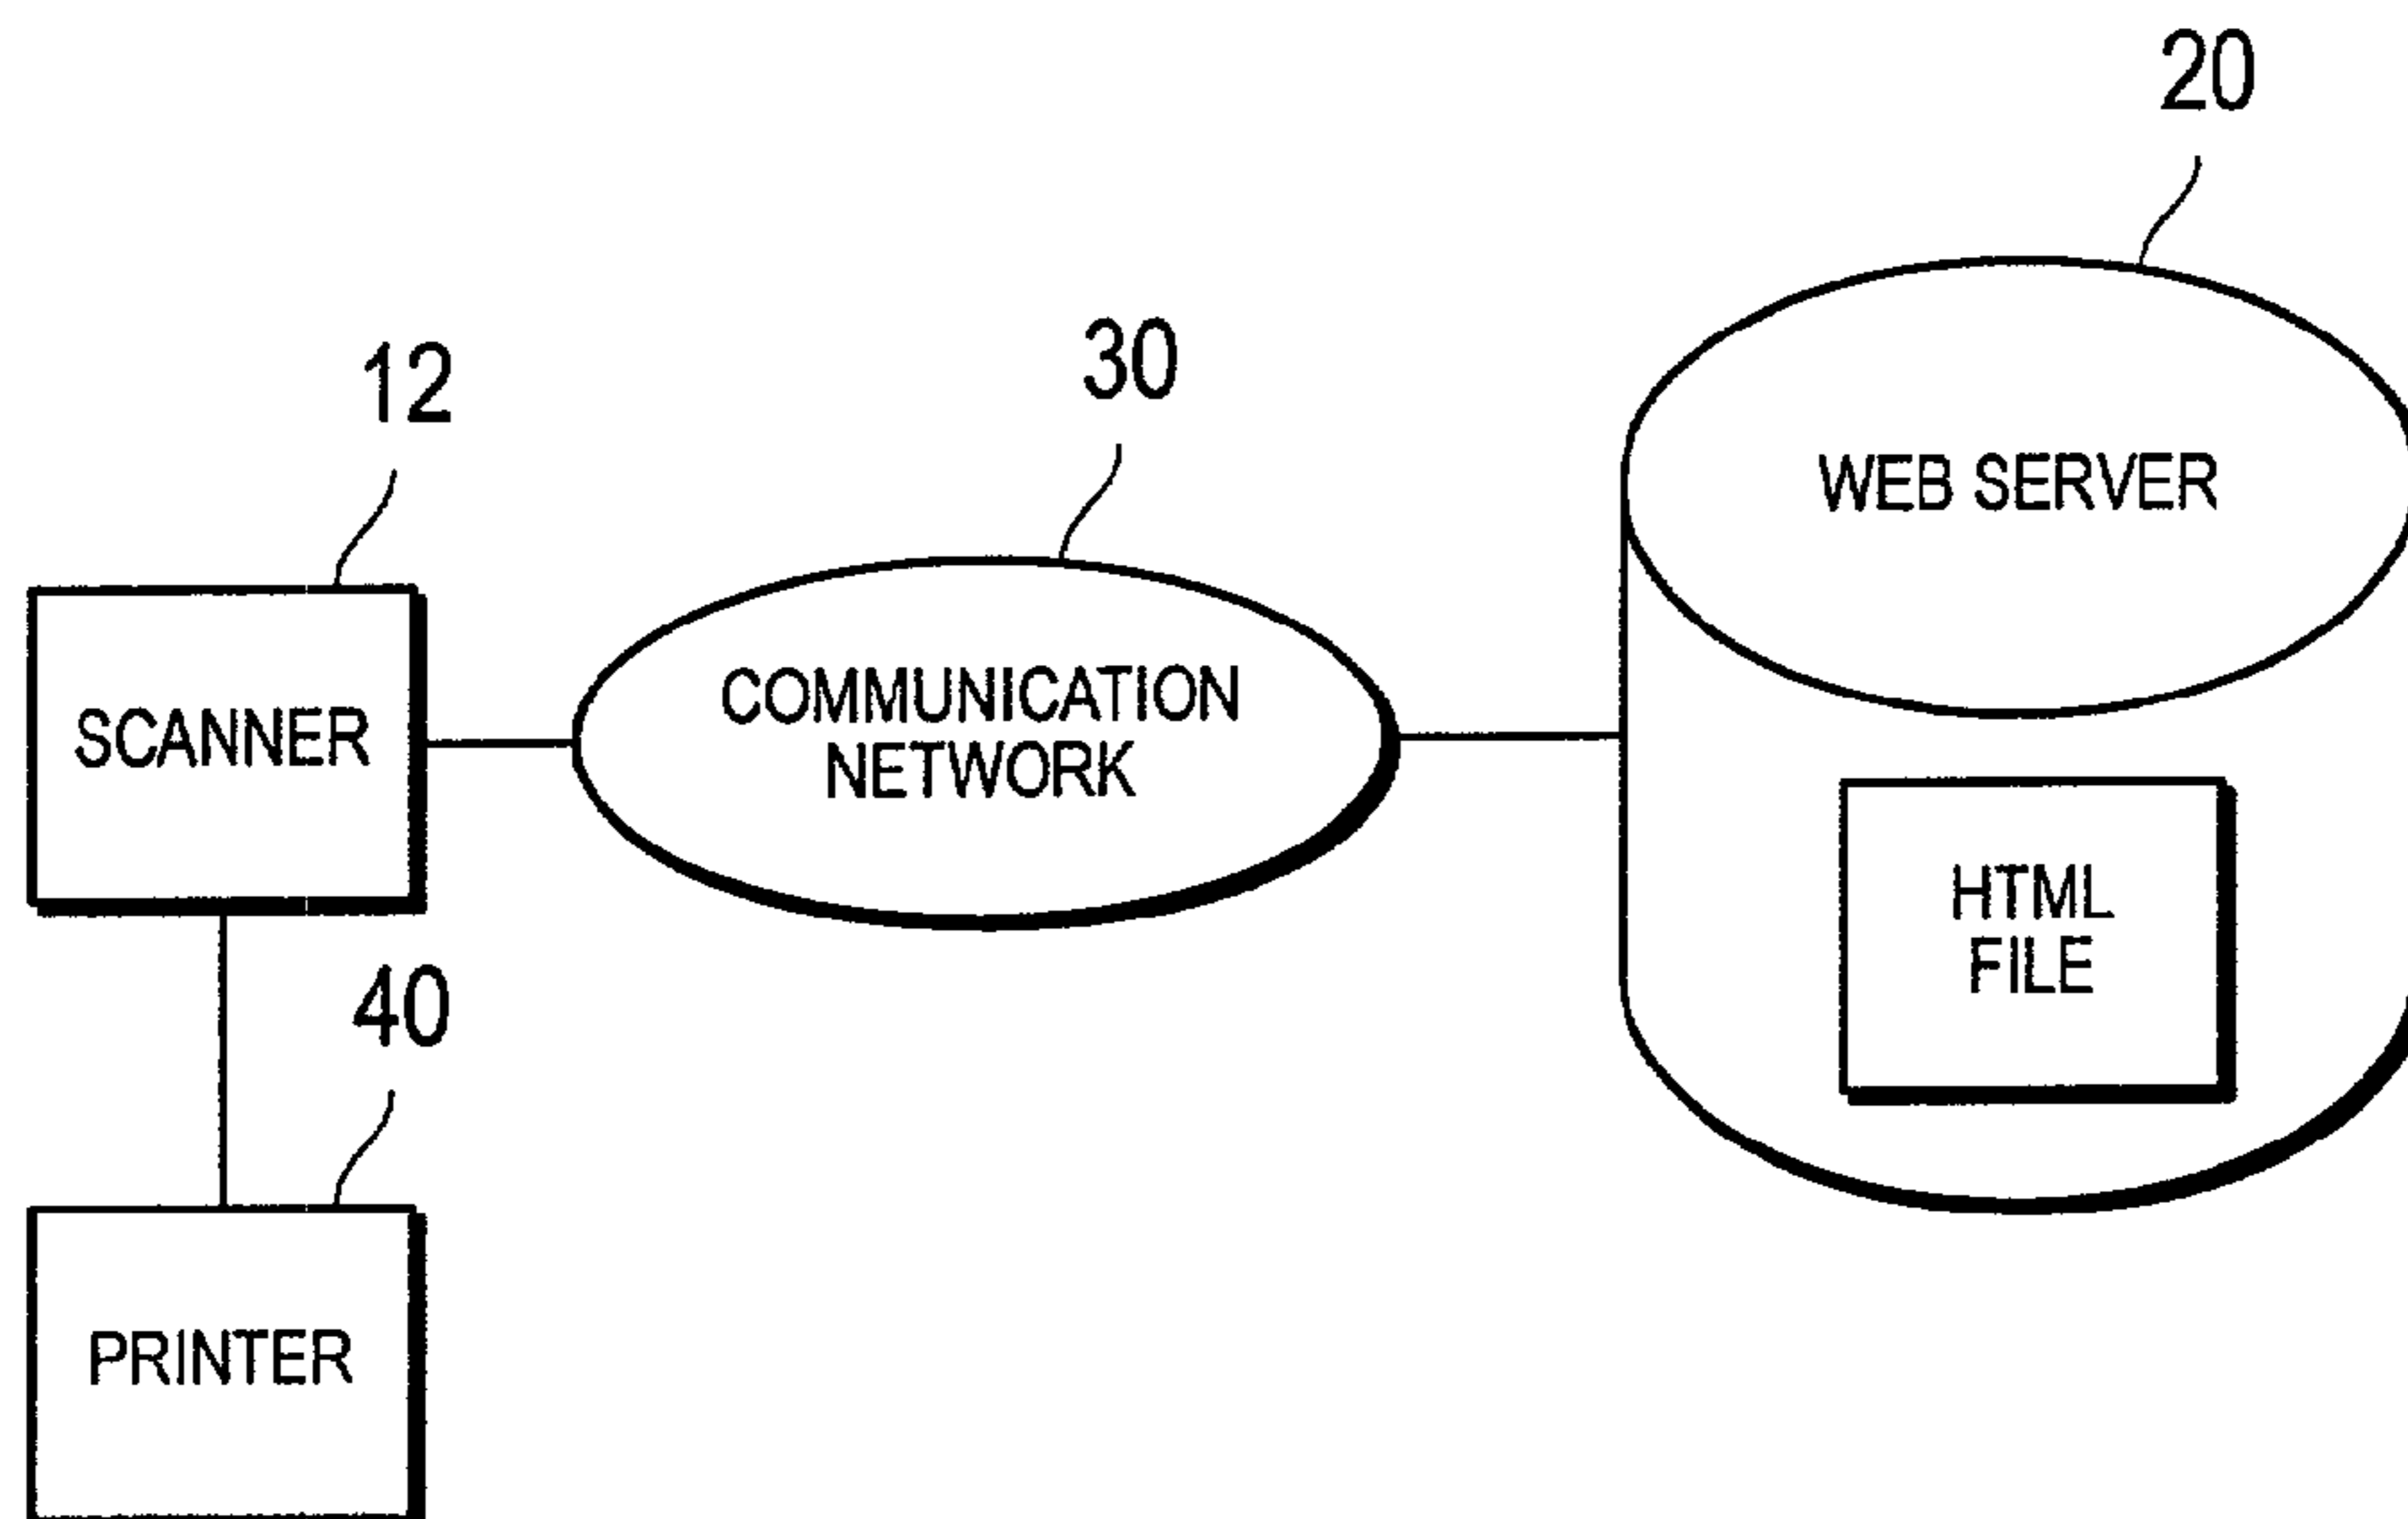 20
30
12
WEB SERVER
COMMUNICATION
NETWORK
SCANNER
HTML
FILE
40
PRINTER